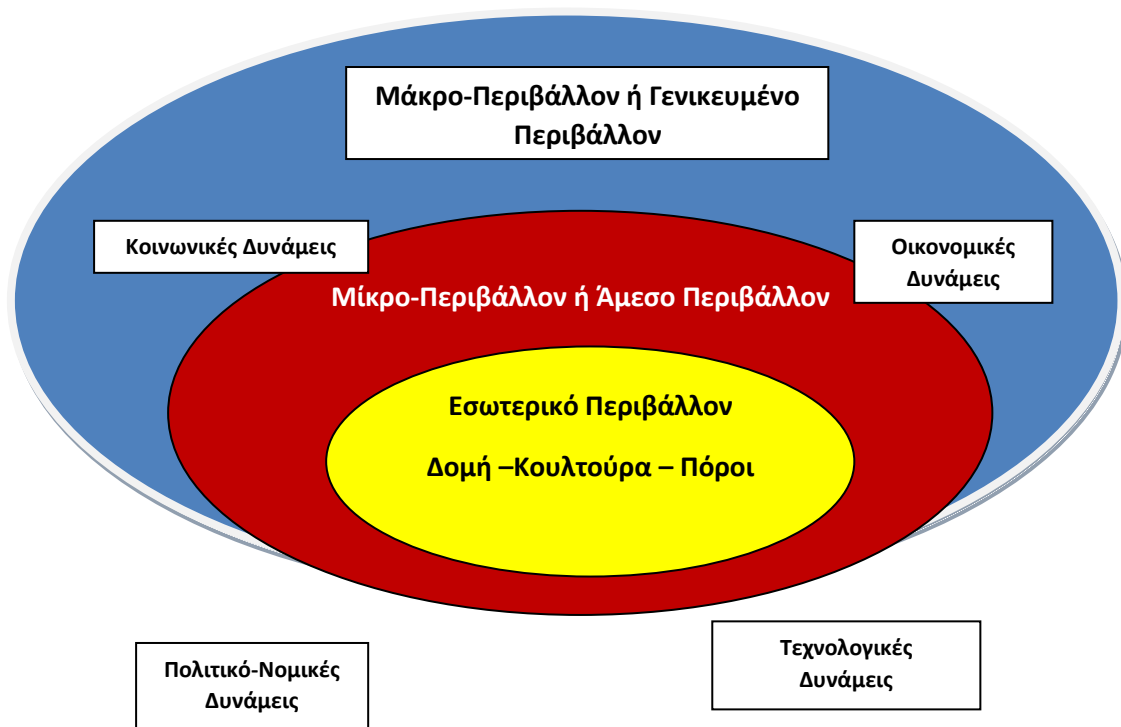 Μάκρο-Περιβάλλον ή Γενικευμένο
Περιβάλλον
Κοινωνικές Δυνάμεις
Οικονομικές
Δυνάμεις
Μίκρο-Περιβάλλον ή Άμεσο Περιβάλλον
Εσωτερικό Περιβάλλον
Δομή –Κουλτούρα – Πόροι
Πολιτικό-Νομικές
Δυνάμεις
Τεχνολογικές
Δυνάμεις